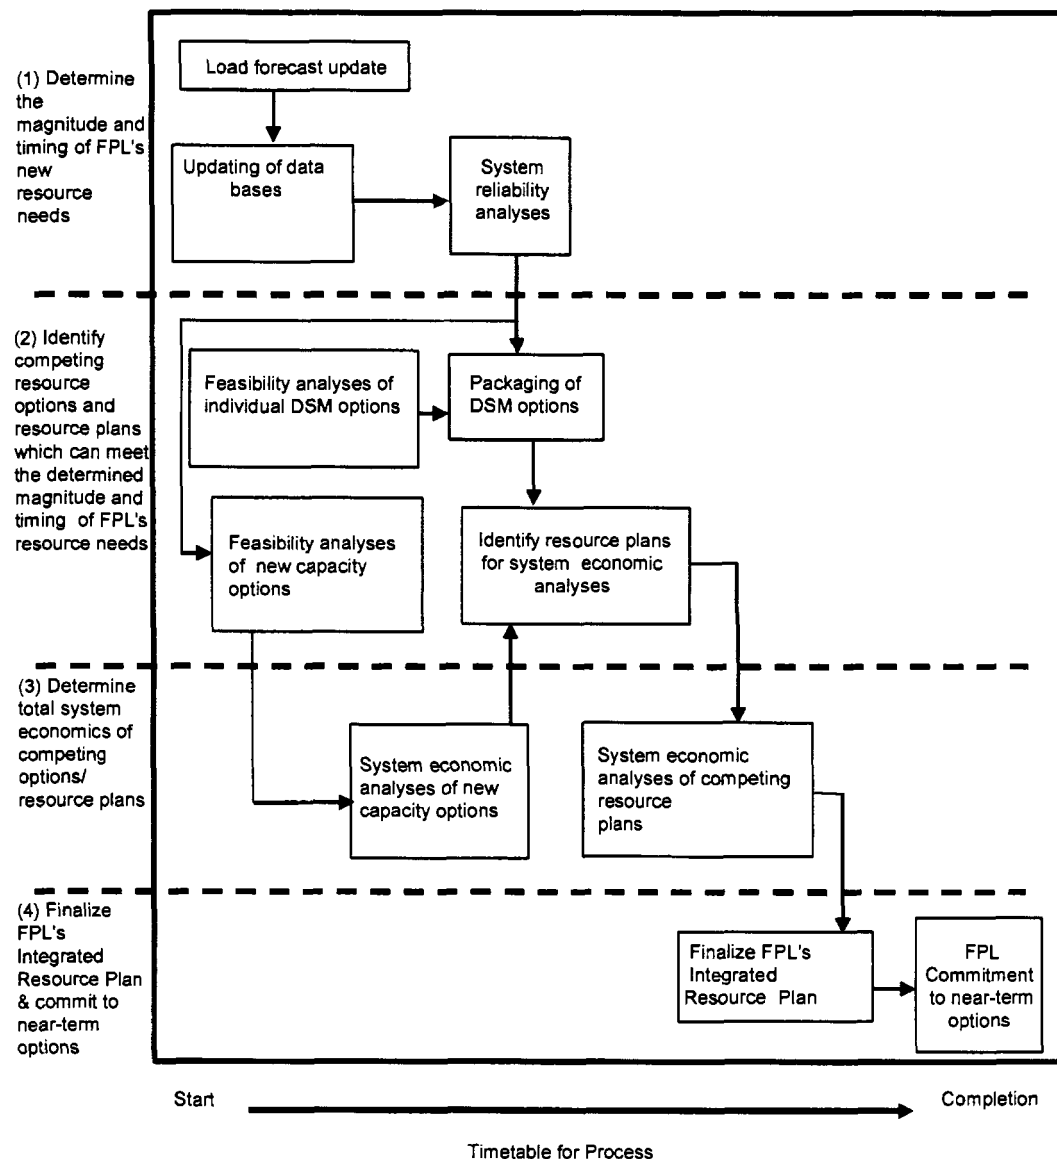 (1) Determine
the
magnitude and
timing of FPL's
new
resource
needs
Load forecast update
Updating of data
bases
System
reliability
analyses
(2) Identify
competing
resource
options and
resource plans
which can meet
the determined
magnitude and
timing of FPL's
resource needs
Feasibility analyses of
individual DSM options
Packaging of
DSM options
Feasibility analyses
of new capacity
options
Identify resource plans
for system economic
analyses
(3) Determine
total system
economics of
competing
options/
resource plans
System economic
analyses of new
capacity options
System economic
analyses of competing
resource
plans
(4) Finalize
FPL's
Integrated
Resource Plan
& commit to
near-term
options
Finalize FPL's
Integrated
Resource Plan
FPL
Commitment
to near-term
options
Start
Completion
Timetable for Process